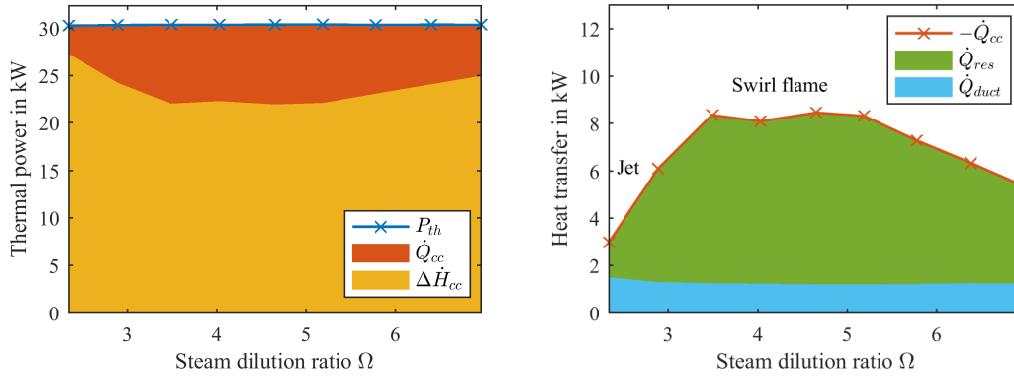 Thermal power in kW
30
25
20
15
10
5
0
3
4
5
6
Steam dilution ratio Ω
P_th
Q̇_cc
ΔḢ_cc
Heat transfer in kW
12
10
8
6
4
2
0
3
4
5
6
Steam dilution ratio Ω
Jet
Swirl flame
−Q̇_cc
Q̇_res
Q̇_duct